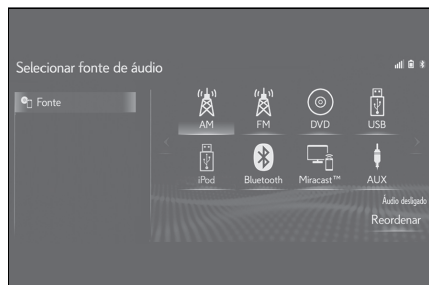 Selecionar fonte de áudio
Fonte
AM
FM
DVD
USB
iPod
Bluetooth
Miracast™
AUX
Áudio desligado
Reordenar